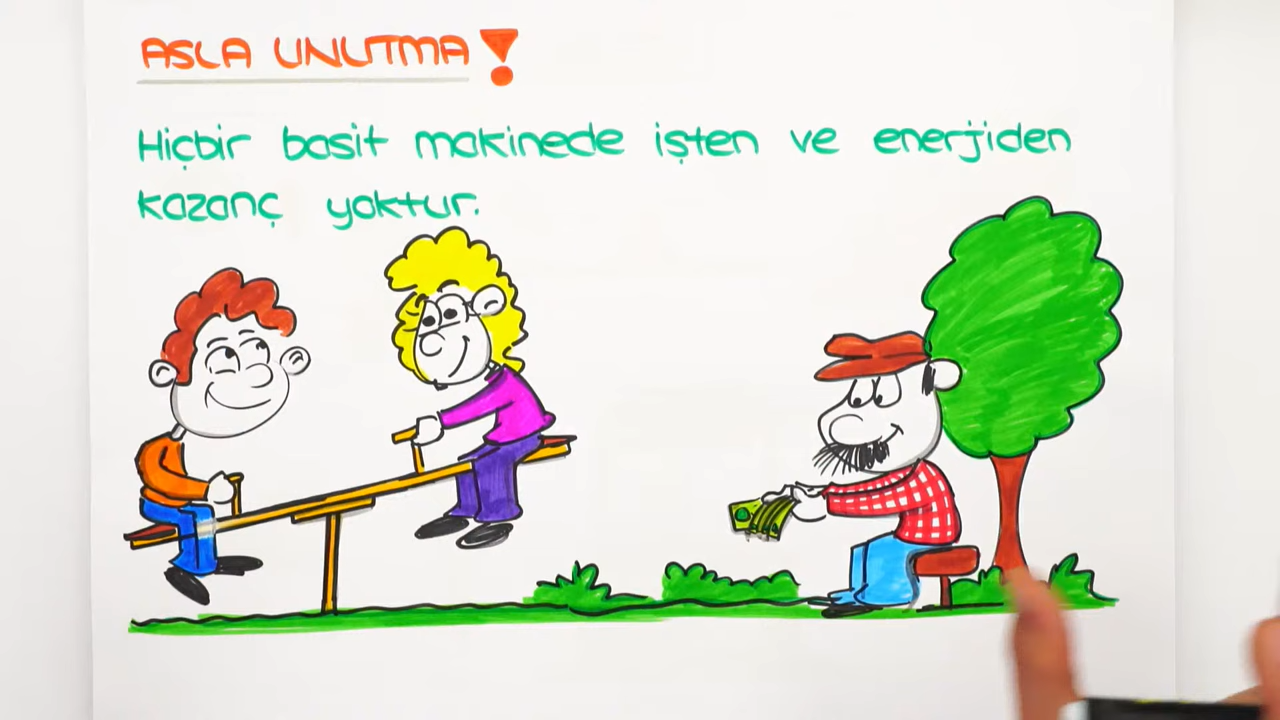 ASLA UNUTMA!
Hiçbir basit makinede işten ve enerjiden
kazanç yoktur.